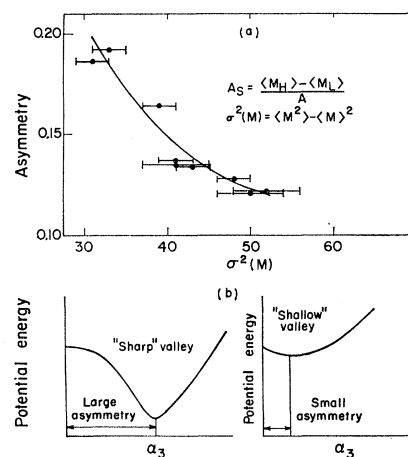 (a)
0.20
0.15
0.10
Asymmetry
A_S = <M_H> - <M_L> / A
σ²(M) = <M²> - <M>²
30 40 50 60
σ²(M)
(b)
Potential energy
"Sharp" valley
Large asymmetry
α₃
Potential energy
"Shallow" valley
Small asymmetry
α₃